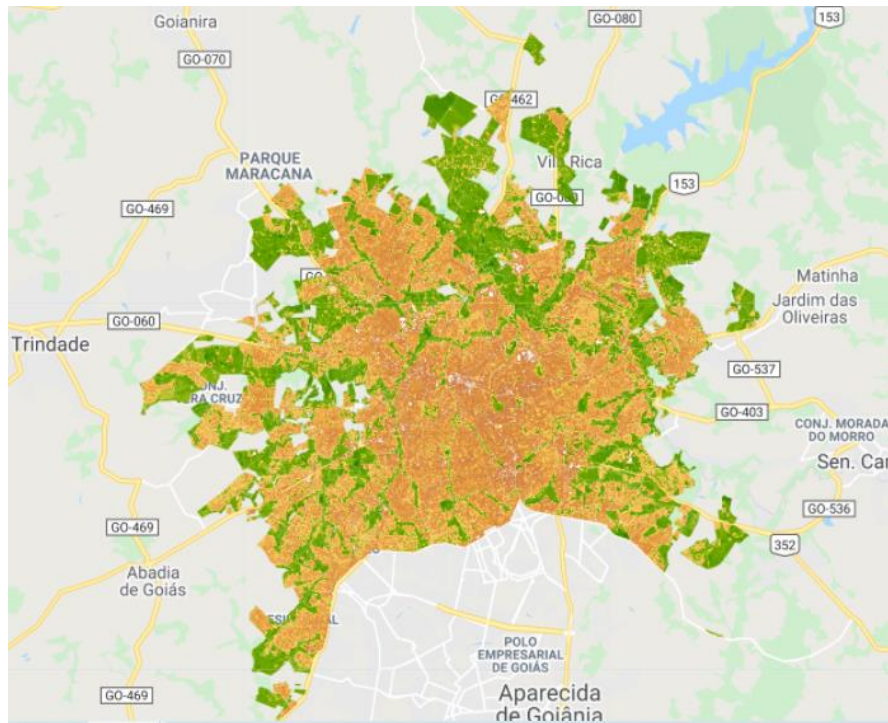 Goianira
GO-080
153
GO-070
PARQUE
MARACANA
Vila Rica
153
GO-469
Matinha
Jardim das
Oliveiras
GO-060
Trindade
CONJ.
GO-537
GO-403
CONJ. MORADA
DO MORRO
GO-536
352
GO-469
Abadia
de Goiás
POLO
EMPRESARIAL
DE GOIÁS
GO-469
Aparecida
de Goiânia